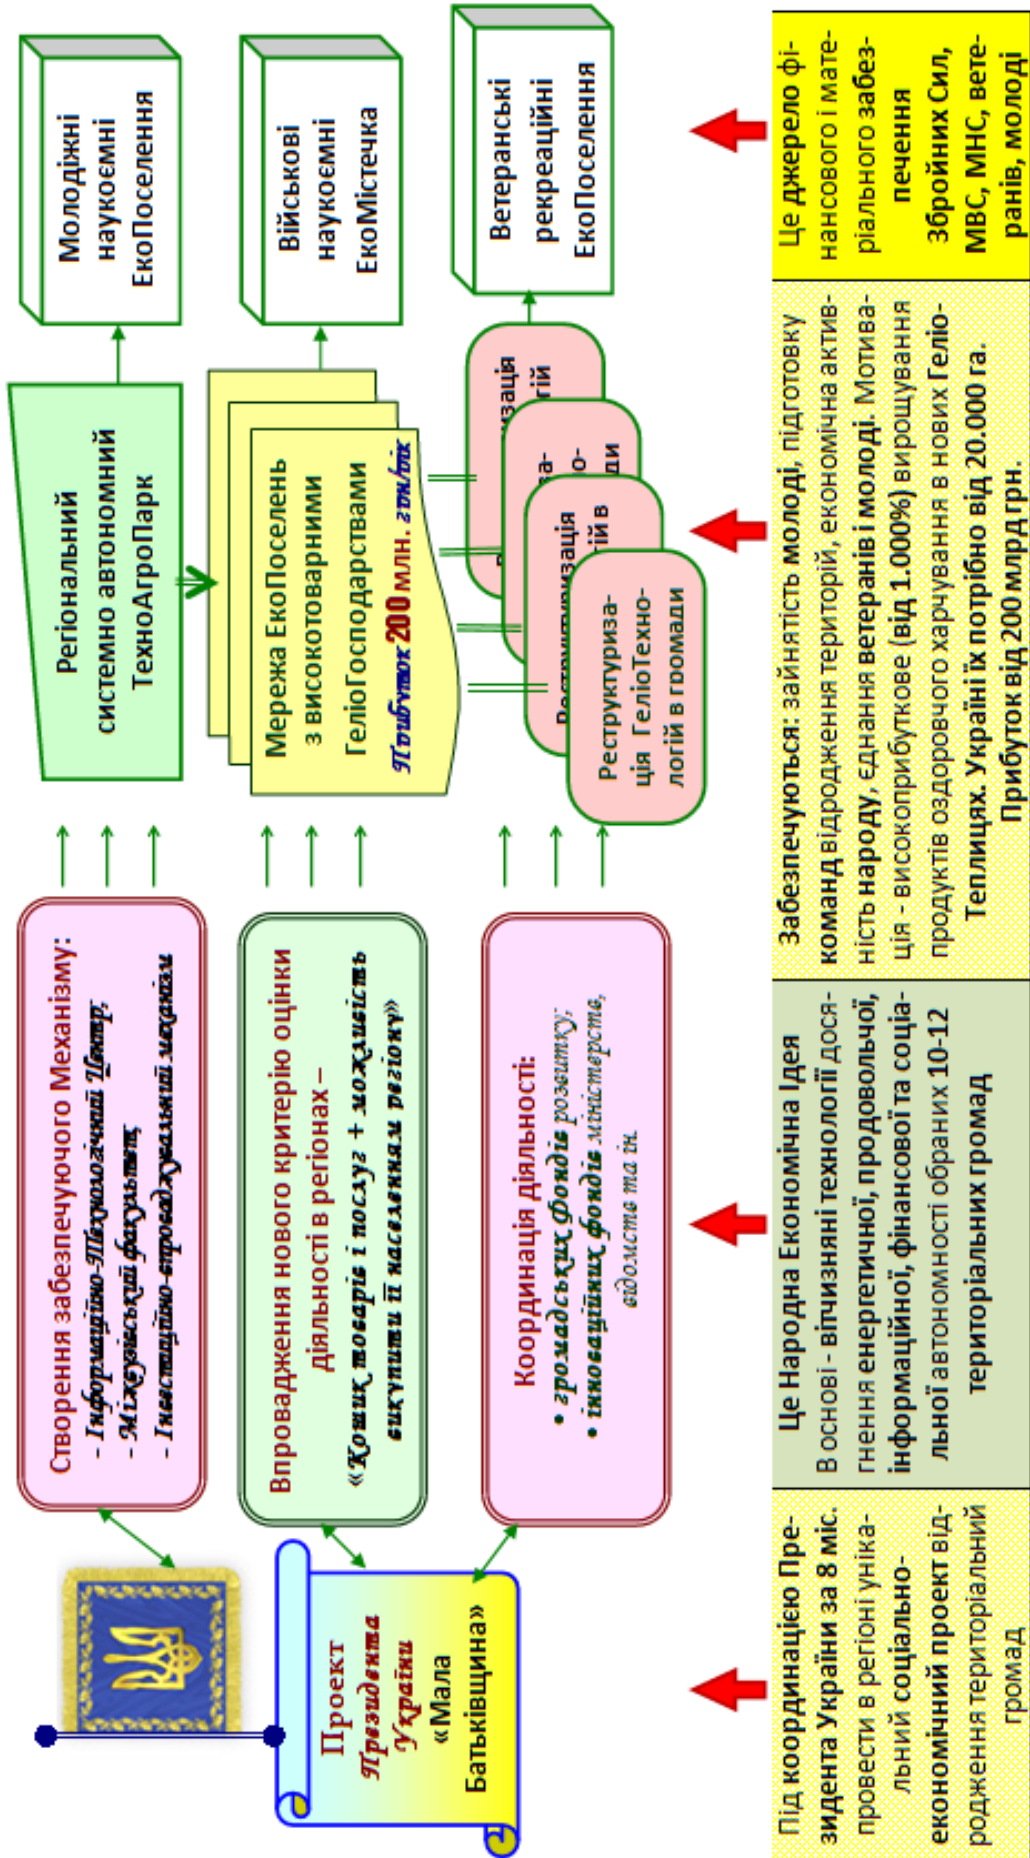 Проект
Президента
України
«Мала
Батьківщина»
Створення забезпечуючого Механізму:
- Інформаційно-Технологічний Центр;
- Міжвузівський факультет;
- Інвестиційно-впроваджувальний механізм
Впровадження нового критерію оцінки
діяльності в регіонах –
«Кошик товарів і послуг + можливість
викупити її населенням регіону»
Координація діяльності:
• громадських фондів розвитку;
• інноваційних фондів міністерств,
відомств та ін.
Регіональний
системно автономний
ТехноАгроПарк
Мережа ЕкоПоселень
з високотоварними
ГеліоГосподарствами
Прибуток 200 млн. грн/рік
Реструктуриза-
ція ГеліоТехно-
логій в громади
Реструктуризація
логій в
за-
но-
ди
изація
гій
Молодіжні
наукоємні
ЕкоПоселення
Військові
наукоємні
ЕкоМістечка
Ветеранські
рекреаційні
ЕкоПоселення
Під координацією Пре-
зидента України за 8 міс.
провести в регіоні уніка-
льний соціально-
економічний проект від-
родження територіальний
громад
Це Народна Економічна Ідея
В основі - вітчизняні технології дося-
гнення енергетичної, продовольчої,
інформаційної, фінансової та соціа-
льної автономності обраних 10-12
територіальних громад
Забезпечуються: зайнятість молоді, підготовку
команд відродження територій, економічна актив-
ність народу, єднання ветеранів і молоді. Мотива-
ція - високоприбуткове (від 1.000%) вирощування
продуктів оздоровчого харчування в нових Геліо-
Теплицях. Україні їх потрібно від 20.000 га.
Прибуток від 200 млрд грн.
Це джерело фі-
нансового і мате-
ріального забез-
печення
Збройних Сил,
МВС, МНС, вете-
ранів, молоді